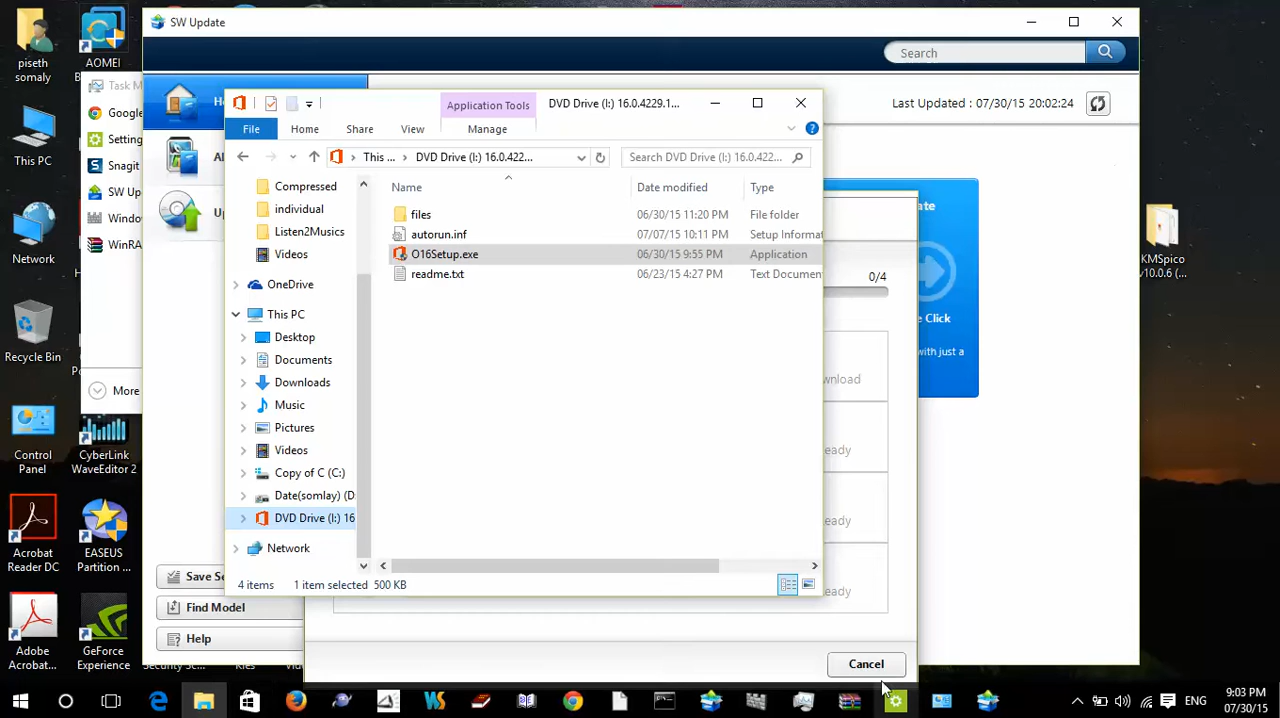 piseth
somaly
AOMEI
B
This PC
Network
Recycle Bin
Control
Panel
CyberLink
WaveEditor 2
Acrobat
Reader DC
EASEUS
Partition ...
Adobe
Acrobat...
GeForce
Experience
KMSpico
v10.0.6 (...
Task M
Google
Setting
Snagit
SW Up
Windo
WinRA
More
SW Update
Search
Last Updated : 07/30/15 20:02:24
Save Se
Find Model
Help
0/4
date
e Click
with just a
wnload
eady
eady
eady
Cancel
Application Tools
DVD Drive (I:) 16.0.4229.1...
File
Home
Share
View
Manage
This ...
DVD Drive (I:) 16.0.422...
Search DVD Drive (I:) 16.0.422...
Compressed
individual
Listen2Musics
Videos
OneDrive
This PC
Desktop
Documents
Downloads
Music
Pictures
Videos
Copy of C (C:)
Date(somlay) (D
DVD Drive (I:) 16
Network
Name
Date modified
Type
files
06/30/15 11:20 PM
File folder
autorun.inf
07/07/15 10:11 PM
Setup Informat
O16Setup.exe
06/30/15 9:55 PM
Application
readme.txt
06/23/15 4:27 PM
Text Documen
4 items
1 item selected
500 KB
ENG
9:03 PM
07/30/15